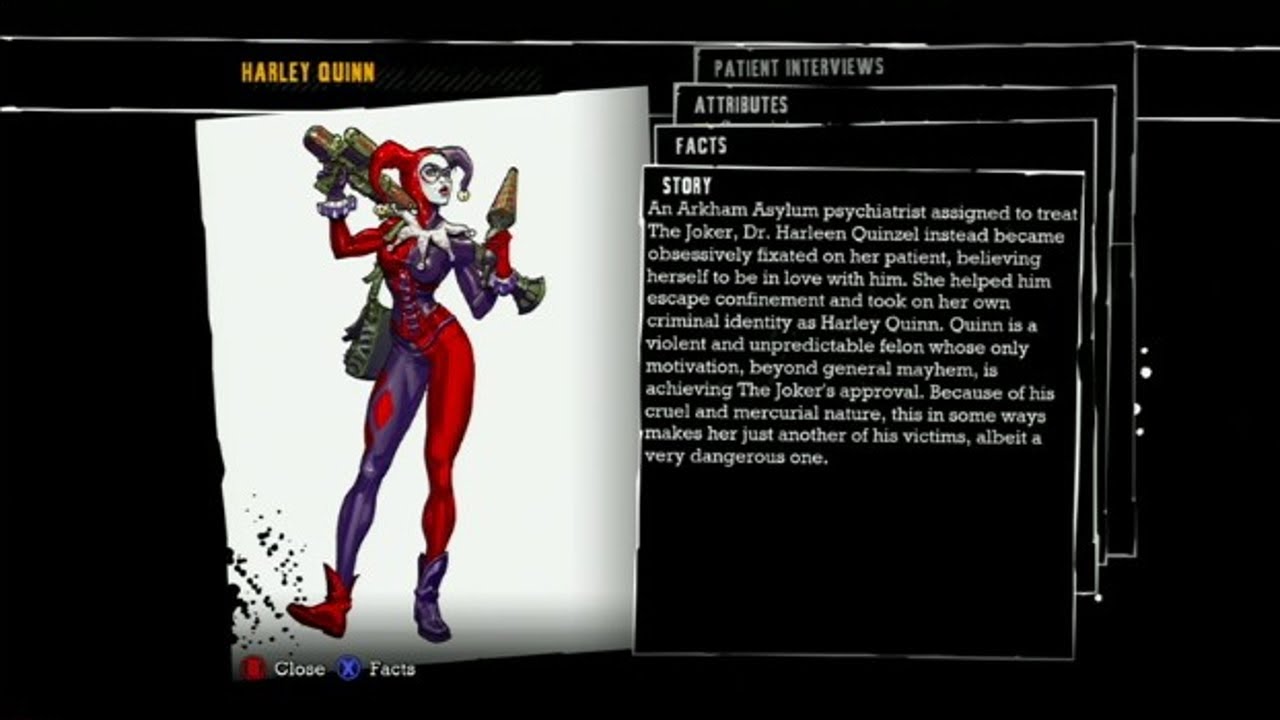 HARLEY QUINN
PATIENT INTERVIEWS
ATTRIBUTES
FACTS
STORY
An Arkham Asylum psychiatrist assigned to treat
The Joker, Dr. Harleen Quinzel instead became
obsessively fixated on her patient, believing
herself to be in love with him. She helped him
escape confinement and took on her own
criminal identity as Harley Quinn. Quinn is a
violent and unpredictable felon whose only
motivation, beyond general mayhem, is
achieving The Joker's approval. Because of his
cruel and mercurial nature, this in some ways
makes her just another of his victims, albeit a
very dangerous one.
B Close X Facts